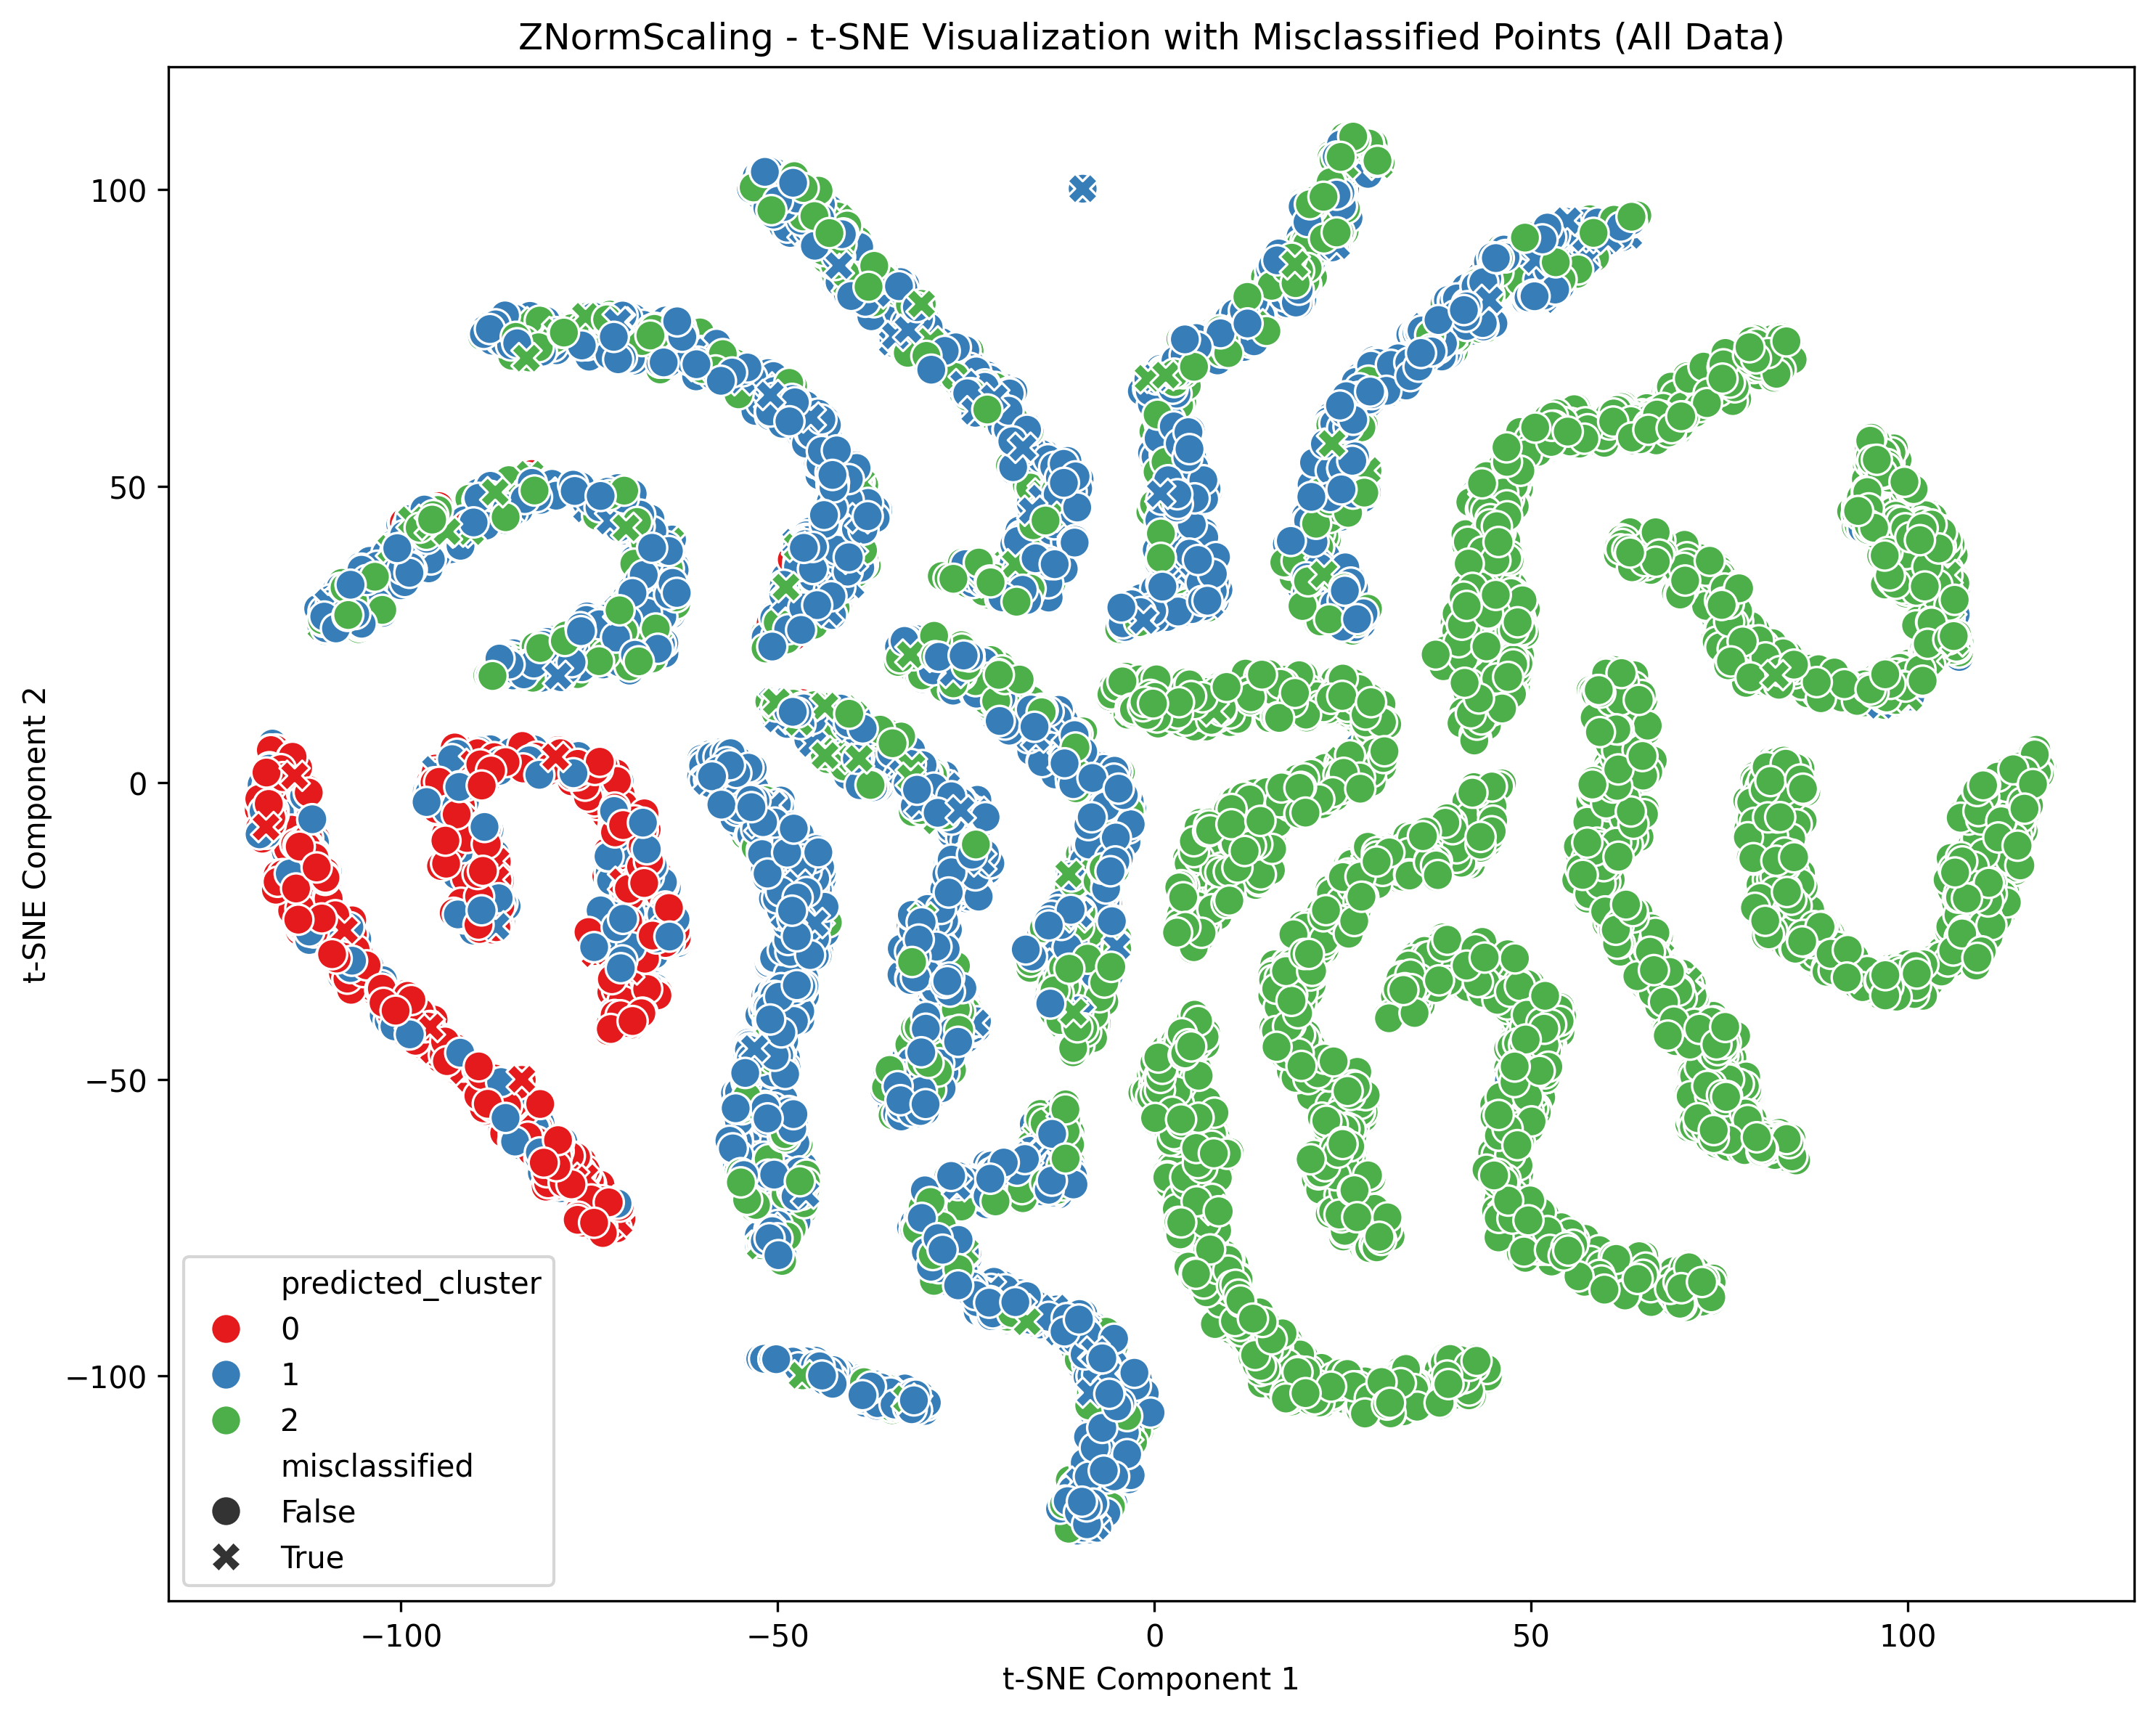 ZNormScaling - t-SNE Visualization with Misclassified Points (All Data)
100
50
0
−50
−100
t-SNE Component 2
predicted_cluster
0
1
2
misclassified
False
True
−100
−50
0
50
100
t-SNE Component 1